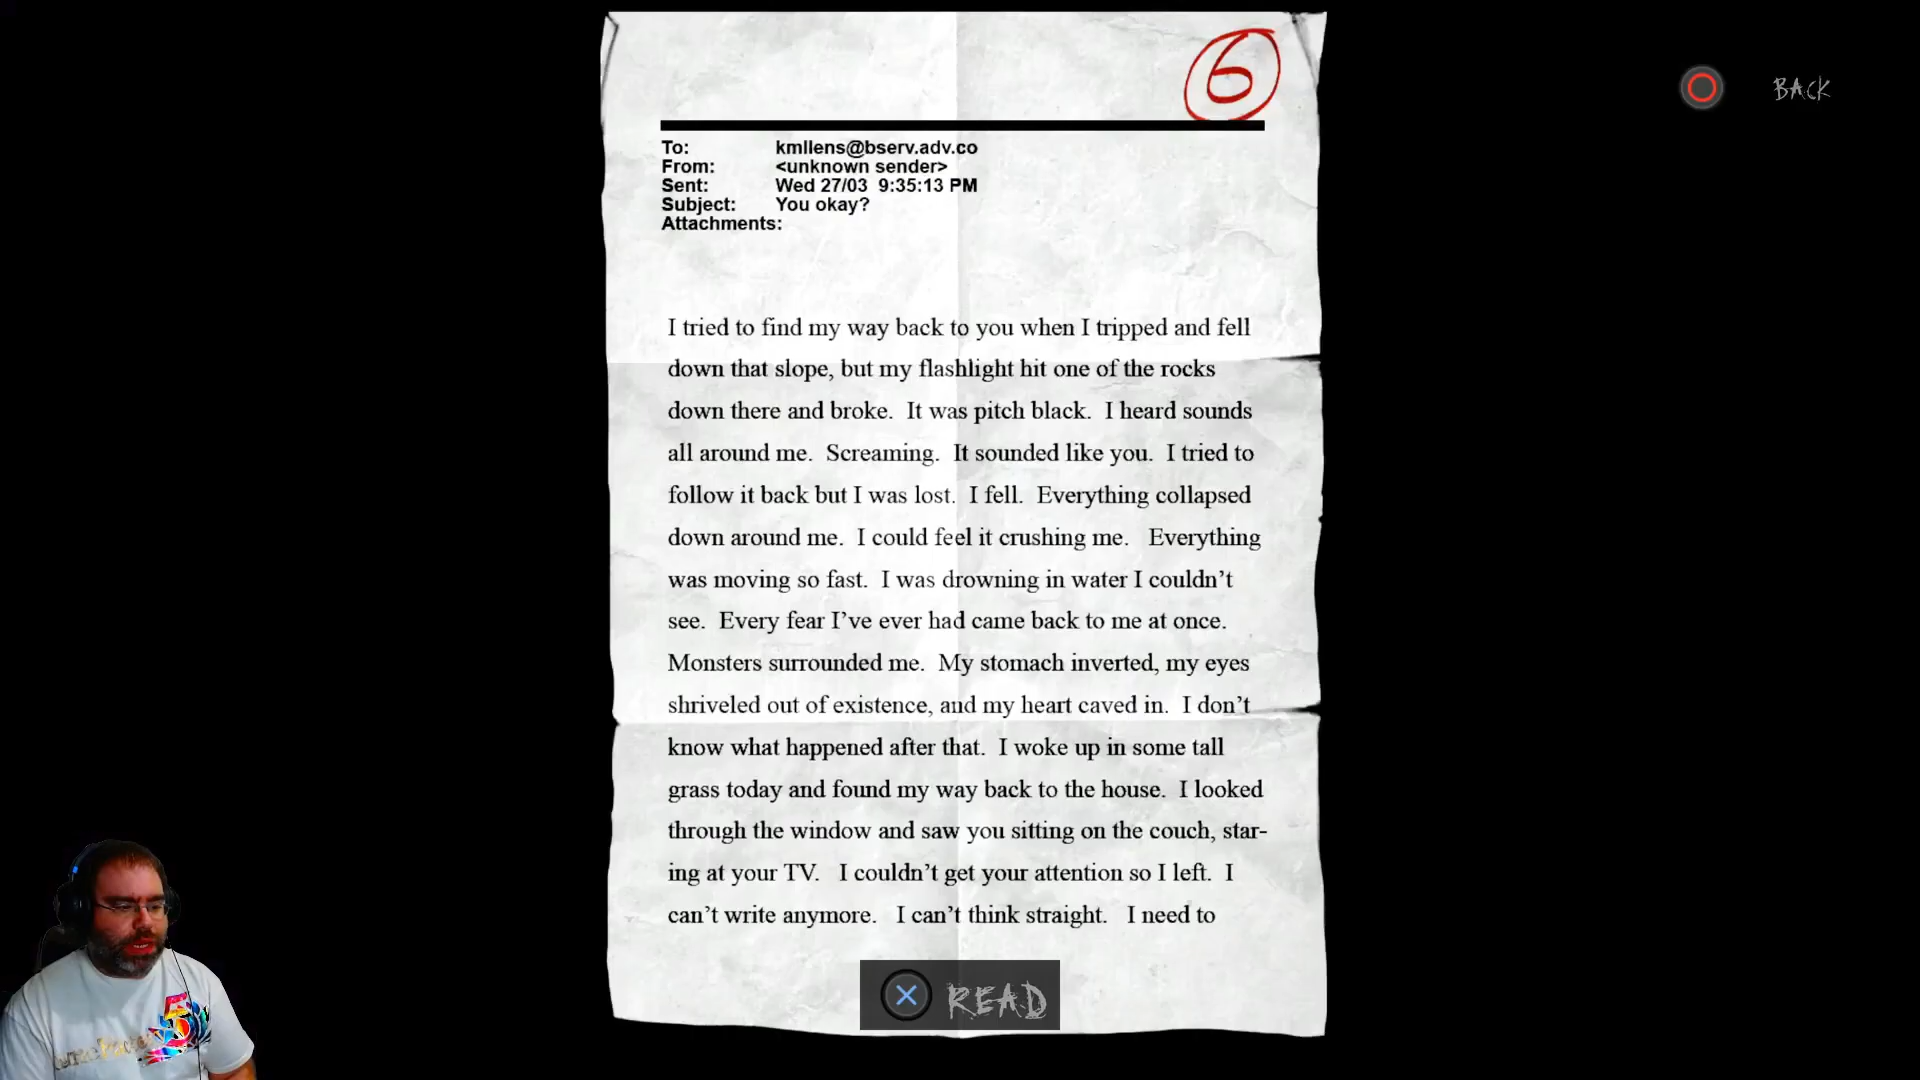 6
BACK
To: kmllens@bserv.adv.co
From: <unknown sender>
Sent: Wed 27/03 9:35:13 PM
Subject: You okay?
Attachments:
I tried to find my way back to you when I tripped and fell
down that slope, but my flashlight hit one of the rocks
down there and broke. It was pitch black. I heard sounds
all around me. Screaming. It sounded like you. I tried to
follow it back but I was lost. I fell. Everything collapsed
down around me. I could feel it crushing me. Everything
was moving so fast. I was drowning in water I couldn't
see. Every fear I've ever had came back to me at once.
Monsters surrounded me. My stomach inverted, my eyes
shriveled out of existence, and my heart caved in. I don't
know what happened after that. I woke up in some tall
grass today and found my way back to the house. I looked
through the window and saw you sitting on the couch, star-
ing at your TV. I couldn't get your attention so I left. I
can't write anymore. I can't think straight. I need to
READ